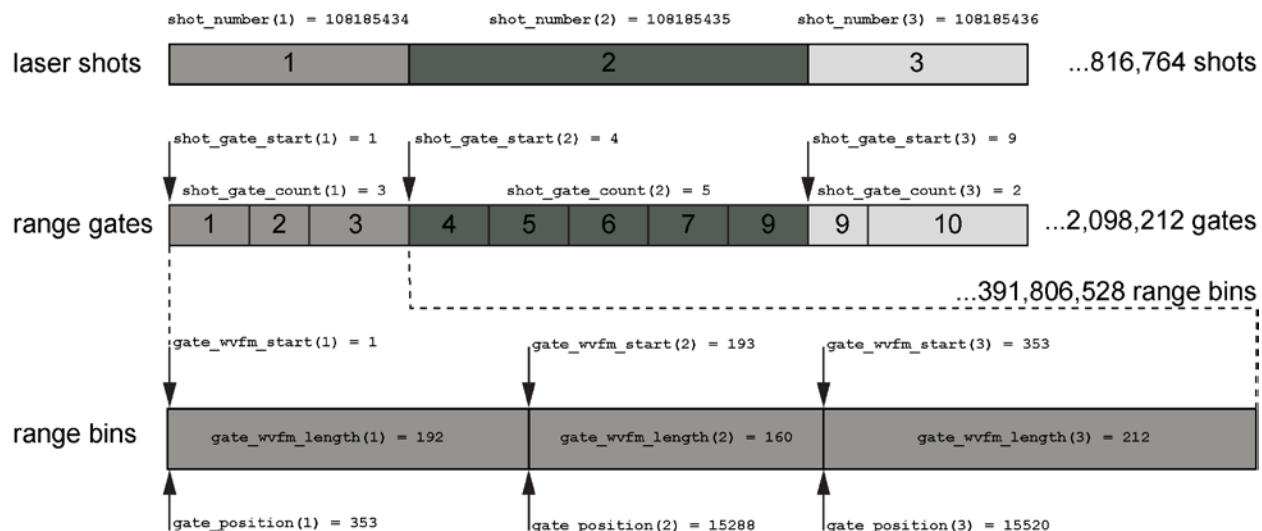 shot_number(1) = 108185434 shot_number(2) = 108185435 shot_number(3) = 108185436
laser shots 1 2 3 ...816,764 shots
shot_gate_start(1) = 1 shot_gate_start(2) = 4 shot_gate_start(3) = 9
shot_gate_count(1) = 3 shot_gate_count(2) = 5 shot_gate_count(3) = 2
range gates 1 2 3 4 5 6 7 9 9 10 ...2,098,212 gates
...391,806,528 range bins
gate_wvfm_start(1) = 1 gate_wvfm_start(2) = 193 gate_wvfm_start(3) = 353
range bins gate_wvfm_length(1) = 192 gate_wvfm_length(2) = 160 gate_wvfm_length(3) = 212
gate_position(1) = 353 gate_position(2) = 15288 gate_position(3) = 15520